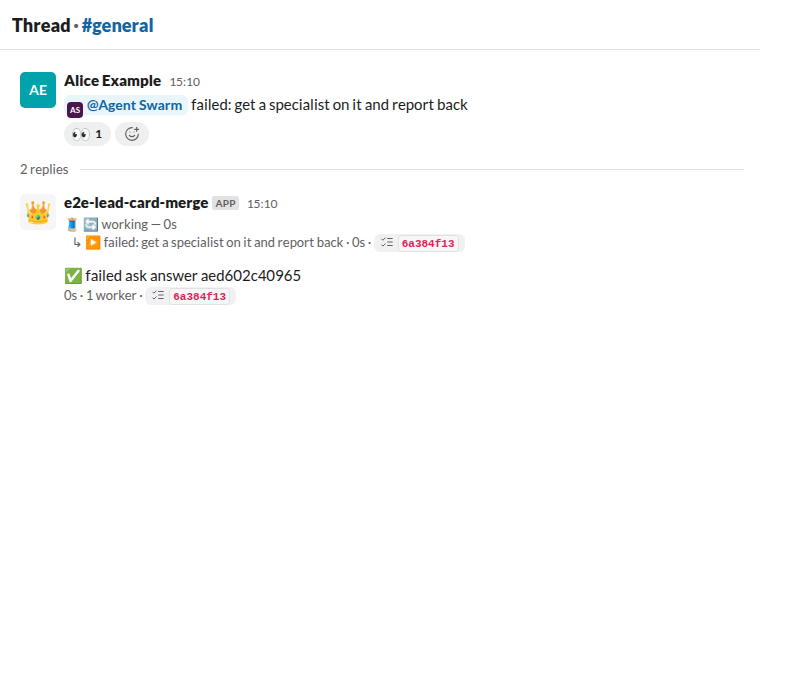 Thread • #general
AE
Alice Example 15:10
AS @Agent Swarm failed: get a specialist on it and report back
1
2 replies
e2e-lead-card-merge APP 15:10
working — 0s
↳ failed: get a specialist on it and report back · 0s · 6a384f13
failed ask answer aed602c40965
0s · 1 worker · 6a384f13